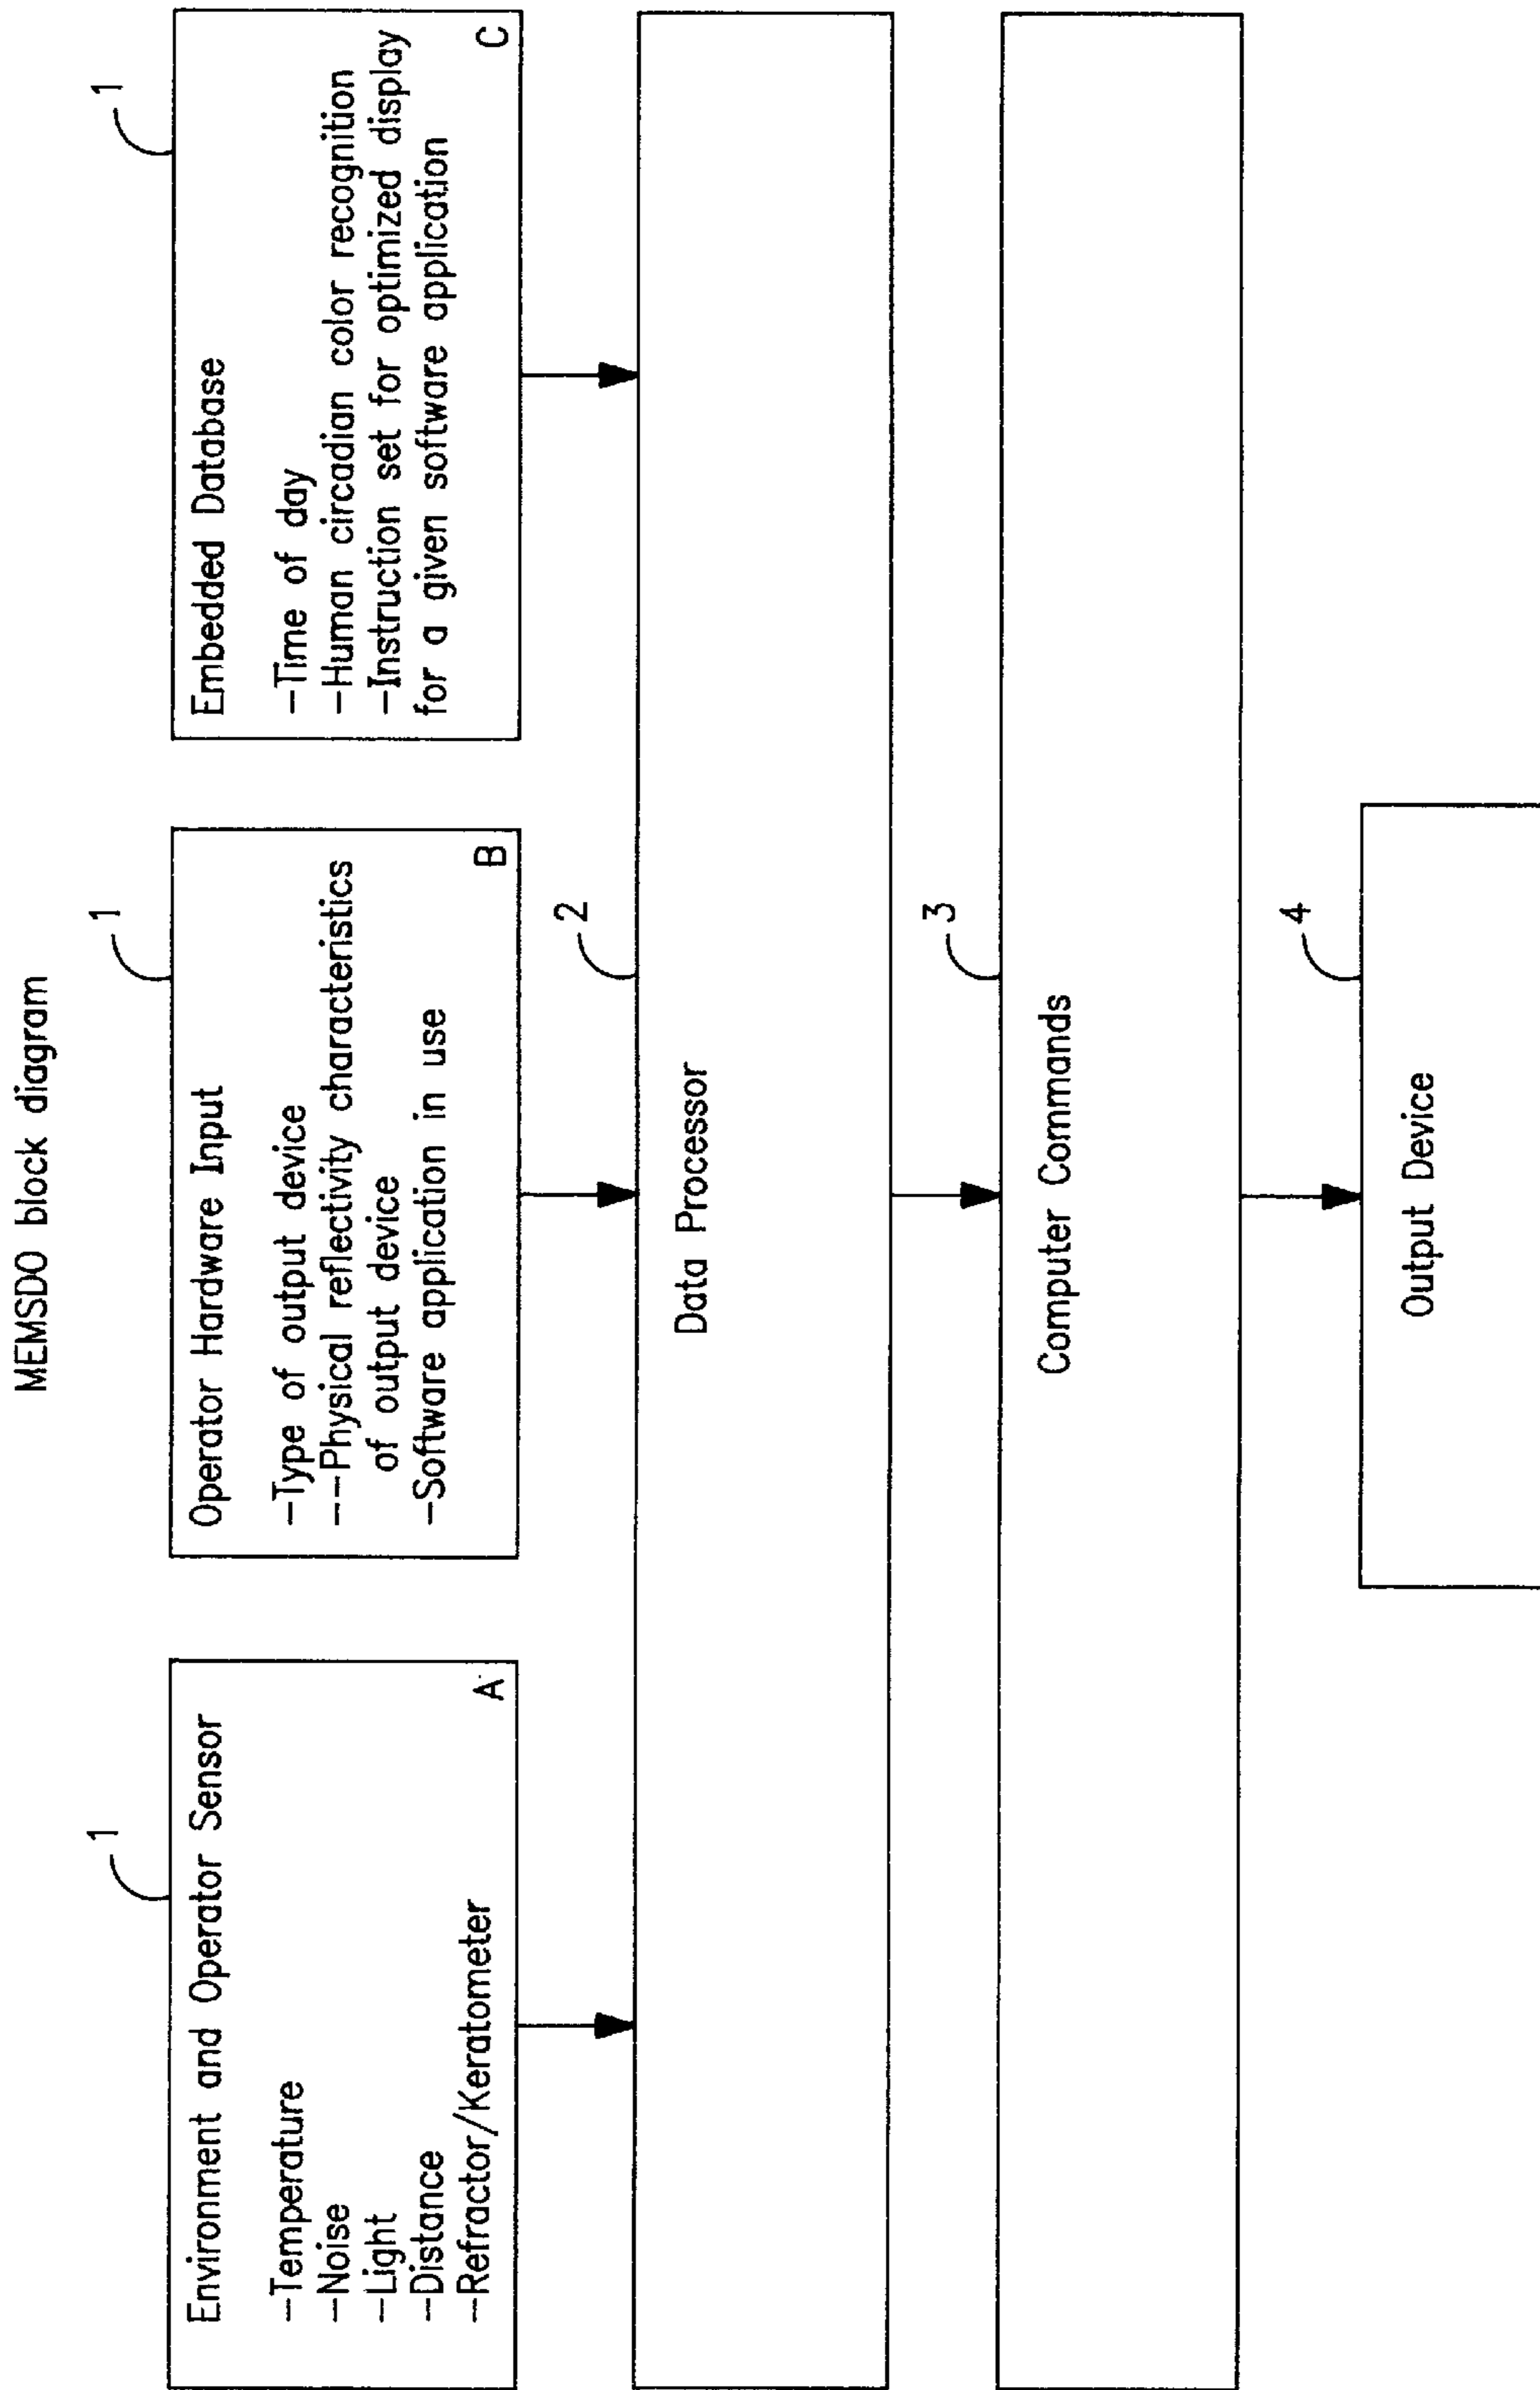 MEMSDO block diagram
1
Environment and Operator Sensor
-Temperature
-Noise
-Light
-Distance
-Refractor/Keratometer
A
1
Operator Hardware Input
-Type of output device
--Physical reflectivity characteristics
of output device
-Software application in use
B
1
Embedded Database
-Time of day
-Human circadian color recognition
-Instruction set for optimized display
for a given software application
C
2
Data Processor
3
Computer Commands
4
Output Device